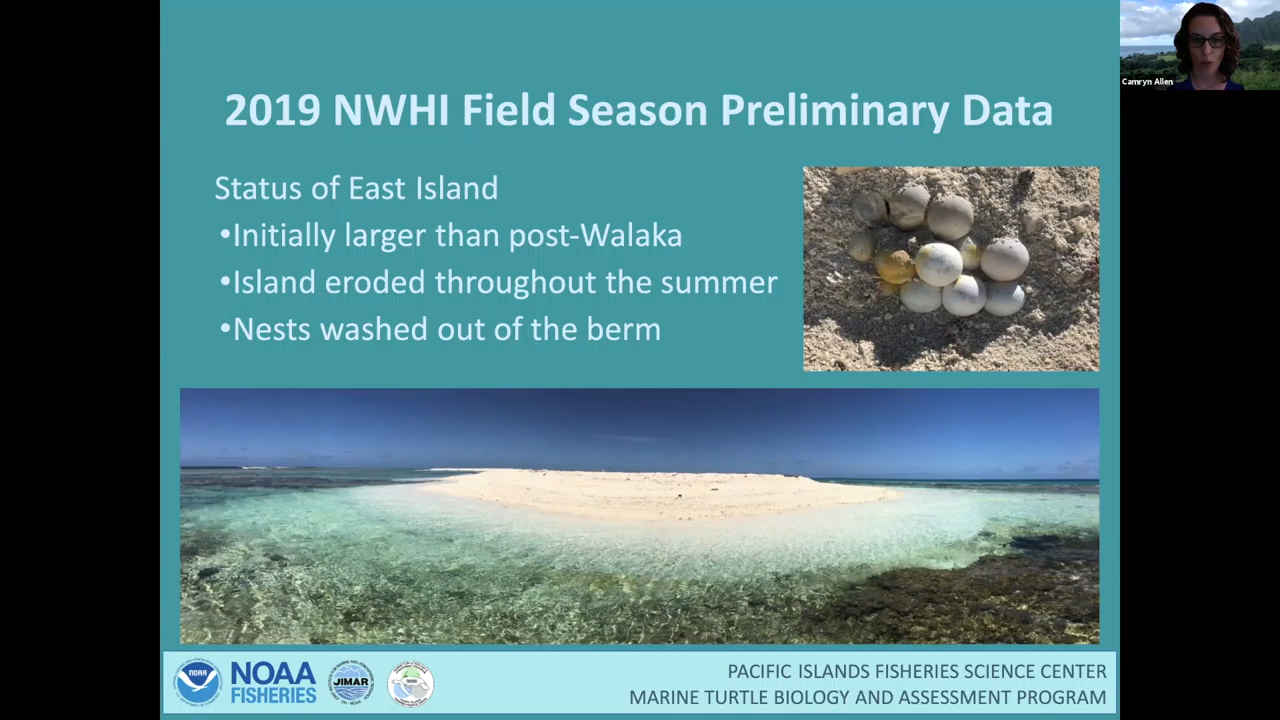 Camryn Allen
2019 NWHI Field Season Preliminary Data
Status of East Island
•Initially larger than post-Walaka
•Island eroded throughout the summer
•Nests washed out of the berm
NOAA
NOAA
FISHERIES
JIMAR
PACIFIC ISLANDS FISHERIES SCIENCE CENTER
MARINE TURTLE BIOLOGY AND ASSESSMENT PROGRAM